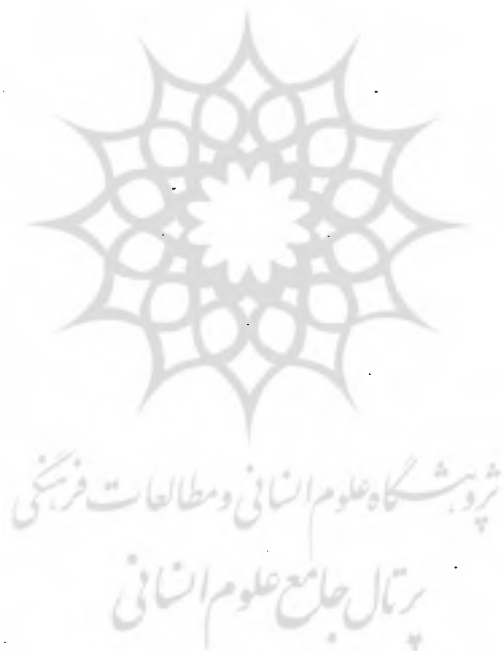 پژوهشگاه علوم انسانی و مطالعات فرهنگی
پرتال جامع علوم انسانی